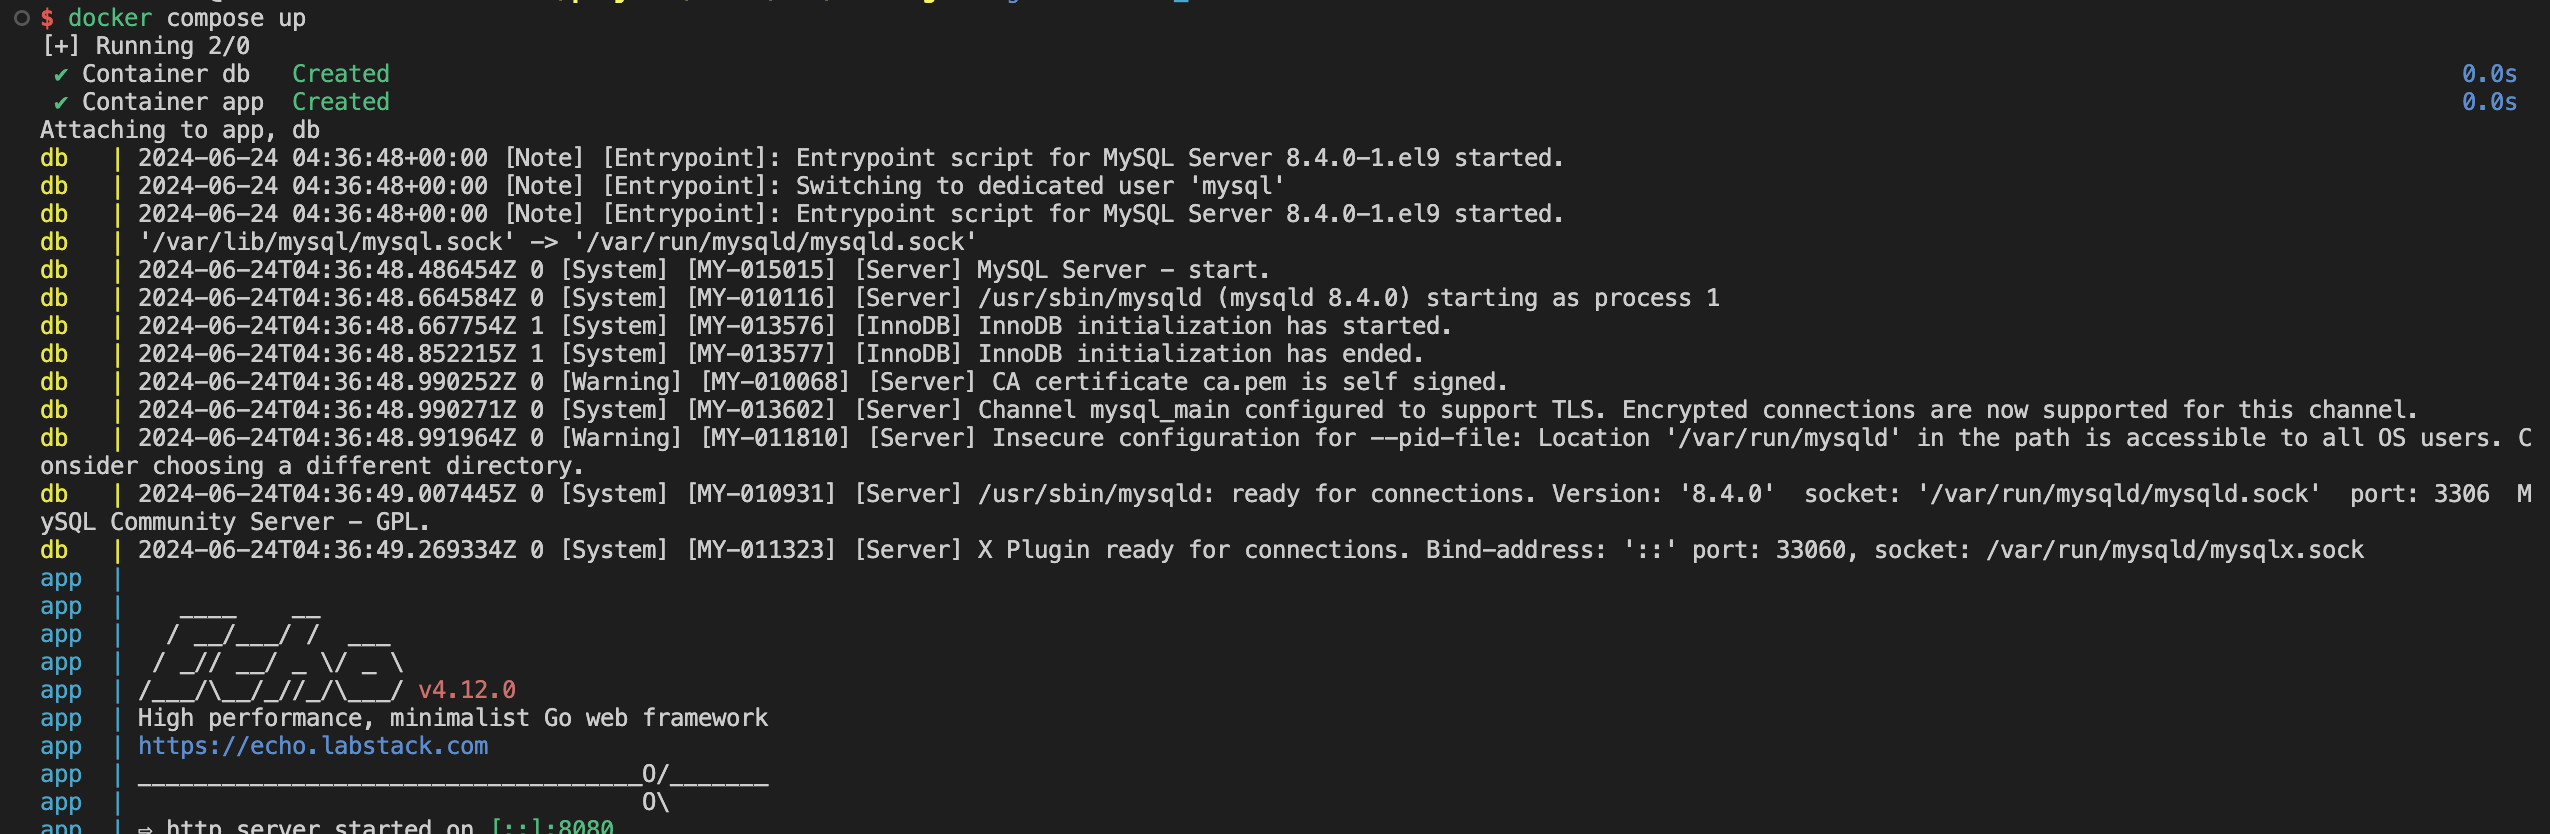 $ docker compose up
[+] Running 2/0
✔ Container db   Created   0.0s
✔ Container app  Created   0.0s
Attaching to app, db
db   | 2024-06-24 04:36:48+00:00 [Note] [Entrypoint]: Entrypoint script for MySQL Server 8.4.0-1.el9 started.
db   | 2024-06-24 04:36:48+00:00 [Note] [Entrypoint]: Switching to dedicated user 'mysql'
db   | 2024-06-24 04:36:48+00:00 [Note] [Entrypoint]: Entrypoint script for MySQL Server 8.4.0-1.el9 started.
db   | '/var/lib/mysql/mysql.sock' -> '/var/run/mysqld/mysqld.sock'
db   | 2024-06-24T04:36:48.486454Z 0 [System] [MY-015015] [Server] MySQL Server - start.
db   | 2024-06-24T04:36:48.664584Z 0 [System] [MY-010116] [Server] /usr/sbin/mysqld (mysqld 8.4.0) starting as process 1
db   | 2024-06-24T04:36:48.667754Z 1 [System] [MY-013576] [InnoDB] InnoDB initialization has started.
db   | 2024-06-24T04:36:48.852215Z 1 [System] [MY-013577] [InnoDB] InnoDB initialization has ended.
db   | 2024-06-24T04:36:48.990252Z 0 [Warning] [MY-010068] [Server] CA certificate ca.pem is self signed.
db   | 2024-06-24T04:36:48.990271Z 0 [System] [MY-013602] [Server] Channel mysql_main configured to support TLS. Encrypted connections are now supported for this channel.
db   | 2024-06-24T04:36:48.991964Z 0 [Warning] [MY-011810] [Server] Insecure configuration for --pid-file: Location '/var/run/mysqld' in the path is accessible to all OS users. C
onsider choosing a different directory.
db   | 2024-06-24T04:36:49.007445Z 0 [System] [MY-010931] [Server] /usr/sbin/mysqld: ready for connections. Version: '8.4.0'  socket: '/var/run/mysqld/mysqld.sock'  port: 3306  M
ySQL Community Server - GPL.
db   | 2024-06-24T04:36:49.269334Z 0 [System] [MY-011323] [Server] X Plugin ready for connections. Bind-address: '::' port: 33060, socket: /var/run/mysqld/mysqlx.sock
app  |
app  |    ____    __
app  |   / __/___/ /  ___
app  |  / _// __/ _ \/ _ \
app  | /___/\__/_//_/\___/ v4.12.0
app  | High performance, minimalist Go web framework
app  | https://echo.labstack.com
app  | ____________________________________O/_______
app  |                                     O\
app  | ⇨ http server started on [::]:8080